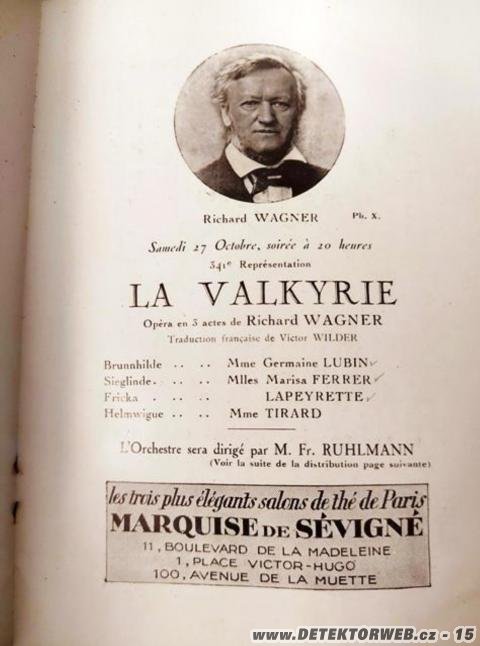 Richard WAGNER Ph. X.
Samedi 27 Octobre, soirée à 20 heures
341e Représentation
LA VALKYRIE
Opéra en 3 actes de Richard WAGNER
Traduction française de Victor WILDER
Brunnhilde .. .. Mme Germaine LUBIN
Sieglinde. .. .. Mlles Marisa FERRER
Fricka .. .. LAPEYRETTE
Helmwigue .. .. Mme TIRARD
L'Orchestre sera dirigé par M. Fr. RUHLMANN
(Voir la suite de la distribution page suivante)
les trois plus élégants salons de thé de Paris
MARQUISE DE SÉVIGNÉ
11, BOULEVARD DE LA MADELEINE
1, PLACE VICTOR-HUGO
100, AVENUE DE LA MUETTE
www.DETEKTORWEB.cz - 15